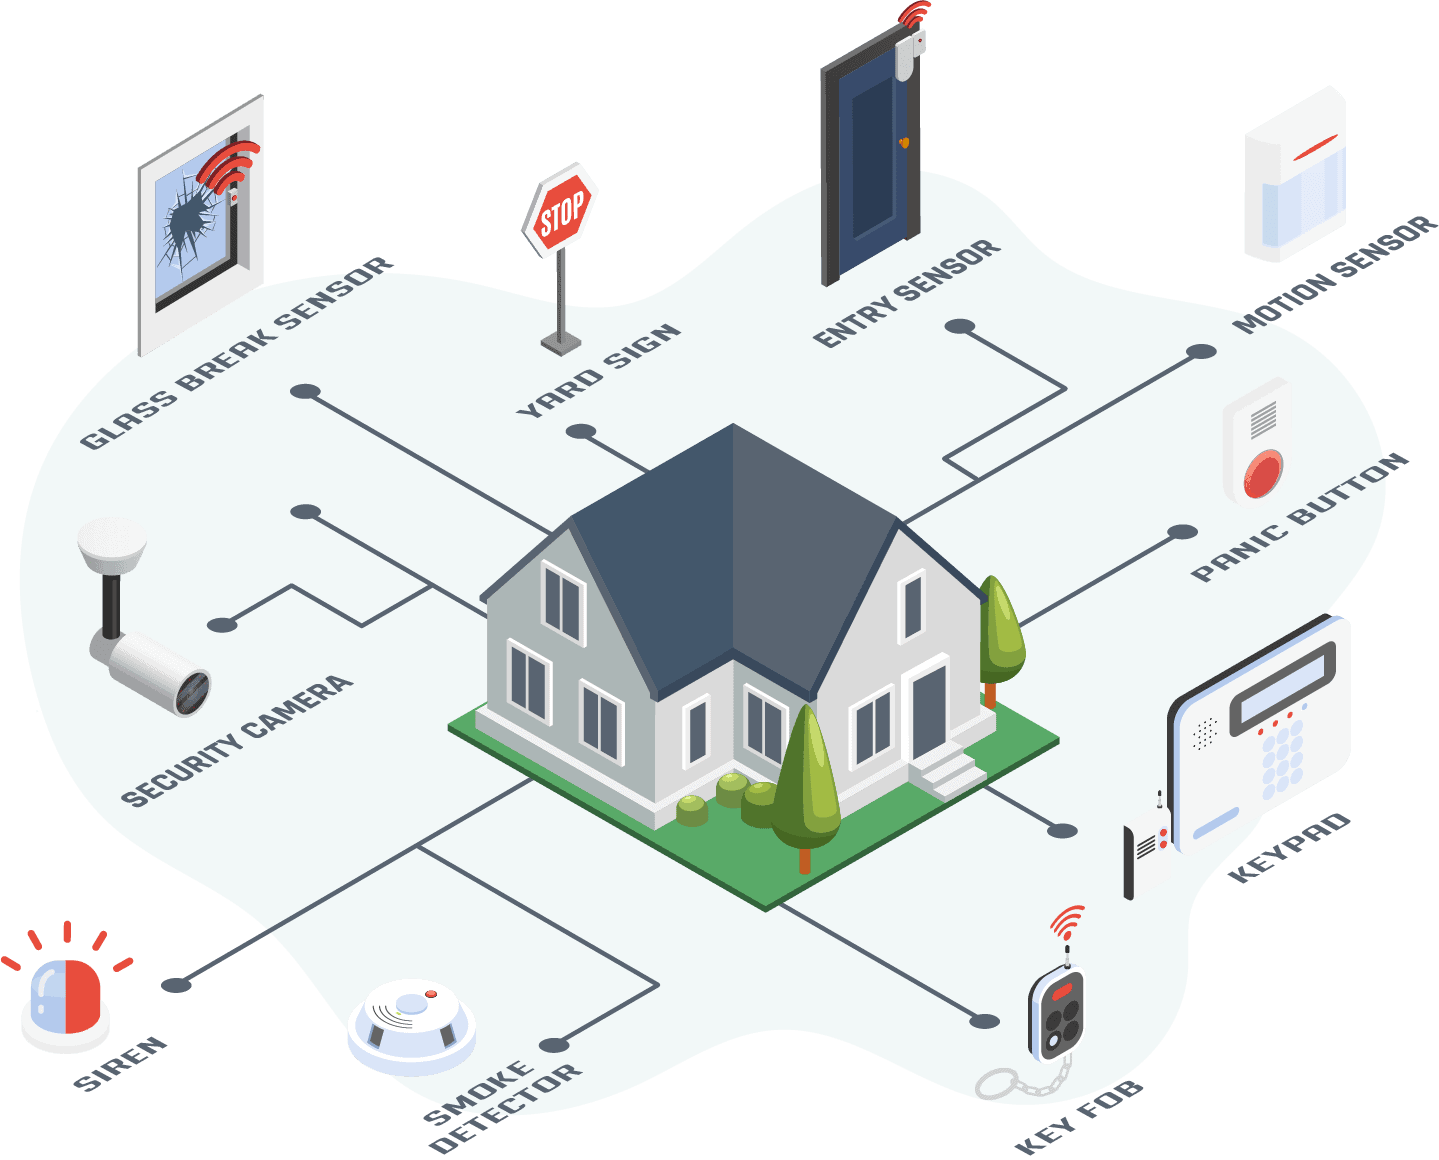 STOP
GLASS BREAK SENSOR
YARD SIGN
ENTRY SENSOR
MOTION SENSOR
PANIC BUTTON
SECURITY CAMERA
KEYPAD
SIREN
SMOKE
DETECTOR
KEY FOB